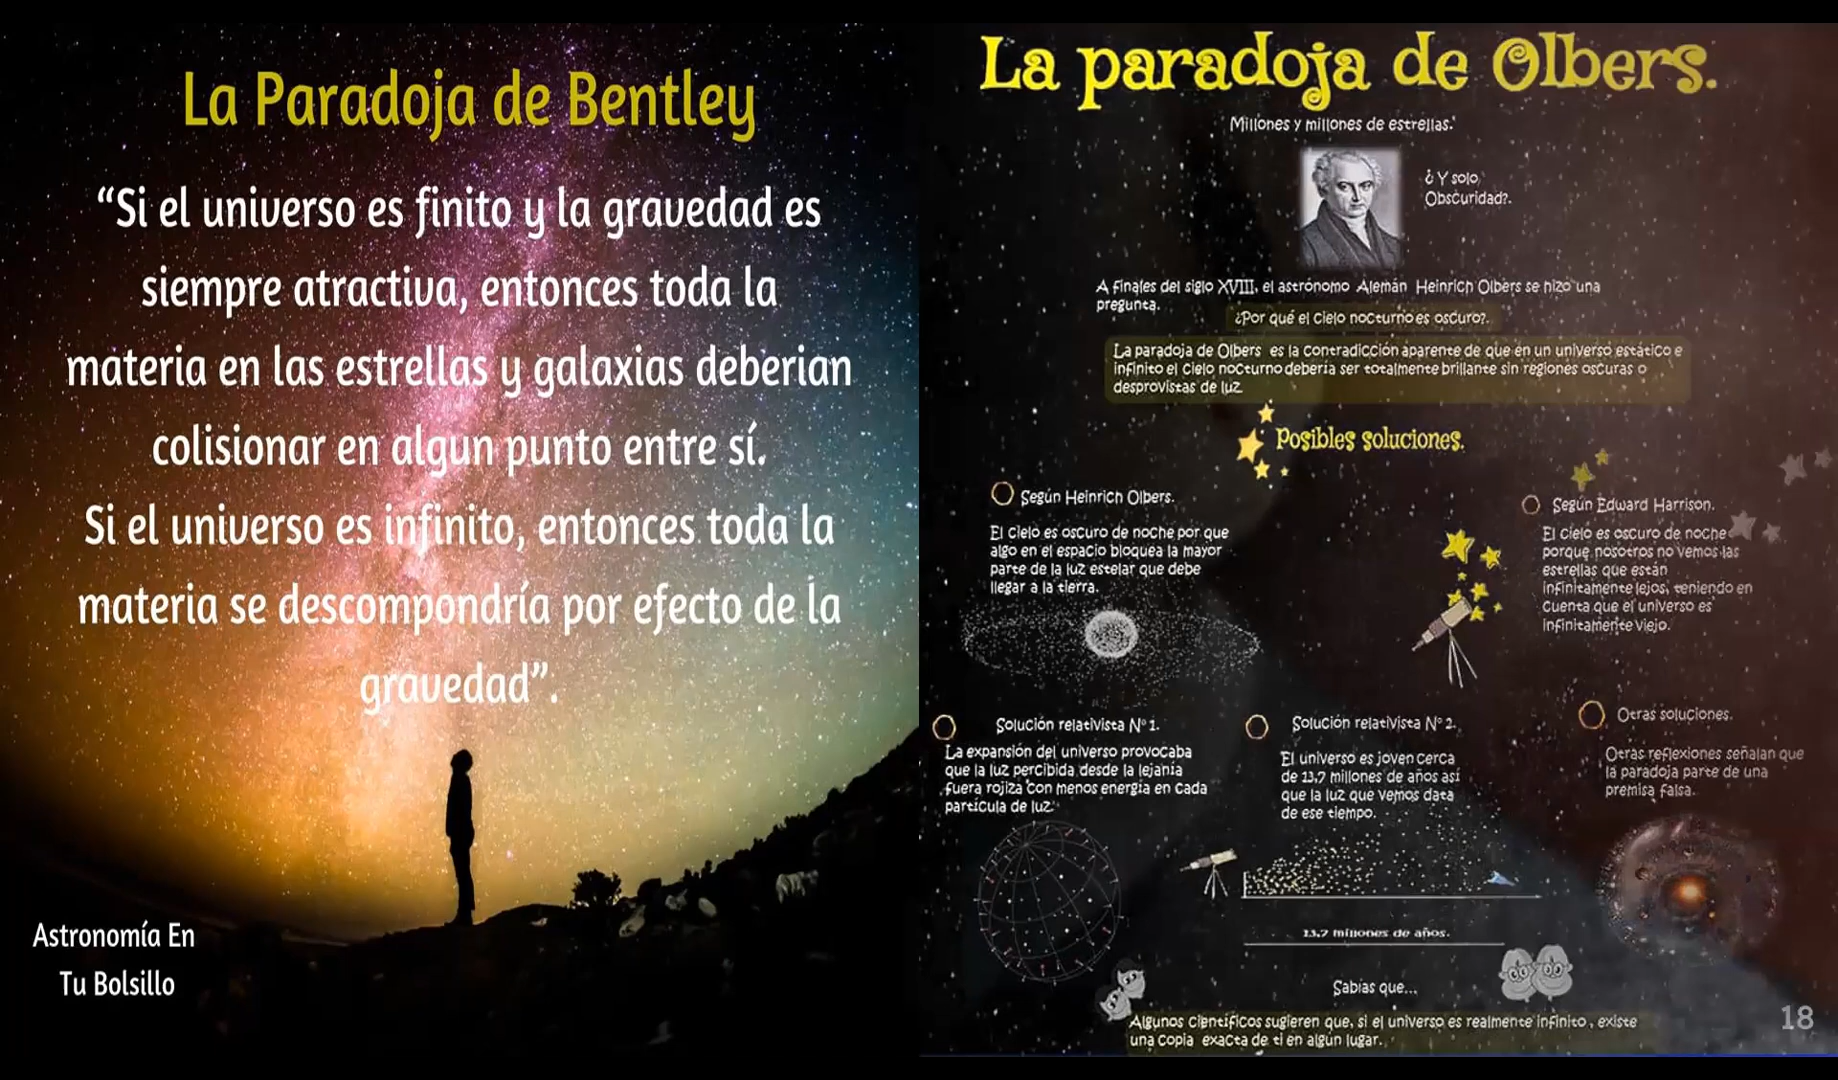 La Paradoja de Bentley
“Si el universo es finito y la gravedad es
siempre atractiva, entonces toda la
materia en las estrellas y galaxias deberian
colisionar en algun punto entre sí.
Si el universo es infinito, entonces toda la
materia se descompondría por efecto de la
gravedad”.
Astronomía En
Tu Bolsillo
La paradoja de Olbers.
Millones y millones de estrellas.
¿ Y solo
Obscuridad?.
A finales del siglo XVIII, el astrónomo Alemán Heinrich Olbers se hizo una
pregunta.
¿Por qué el cielo nocturno es oscuro?.
La paradoja de Olbers es la contradicción aparente de que en un universo estático e
infinito el cielo nocturno debería ser totalmente brillante sin regiones oscuras o
desprovistas de luz.
Posibles soluciones.
Según Heinrich Olbers.
El cielo es oscuro de noche por que
algo en el espacio bloquea la mayor
parte de la luz estelar que debe
llegar a la tierra.
Según Edward Harrison.
El cielo es oscuro de noche
porque nosotros no vemos las
estrellas que están
infinitamente lejos, teniendo en
cuenta que el universo es
infinitamente viejo.
Solución relativista Nº 1.
La expansión del universo provocaba
que la luz percibida desde la lejanía
fuera rojiza con menos energía en cada
partícula de luz.
Solución relativista Nº 2.
El universo es joven cerca
de 13,7 millones de años así
que la luz que vemos data
de ese tiempo.
13,7 millones de años.
Otras soluciones.
Otras reflexiones señalan que
la paradoja parte de una
premisa falsa.
Sabías que...
Algunos científicos sugieren que, si el universo es realmente infinito , existe
una copia exacta de ti en algún lugar.
18